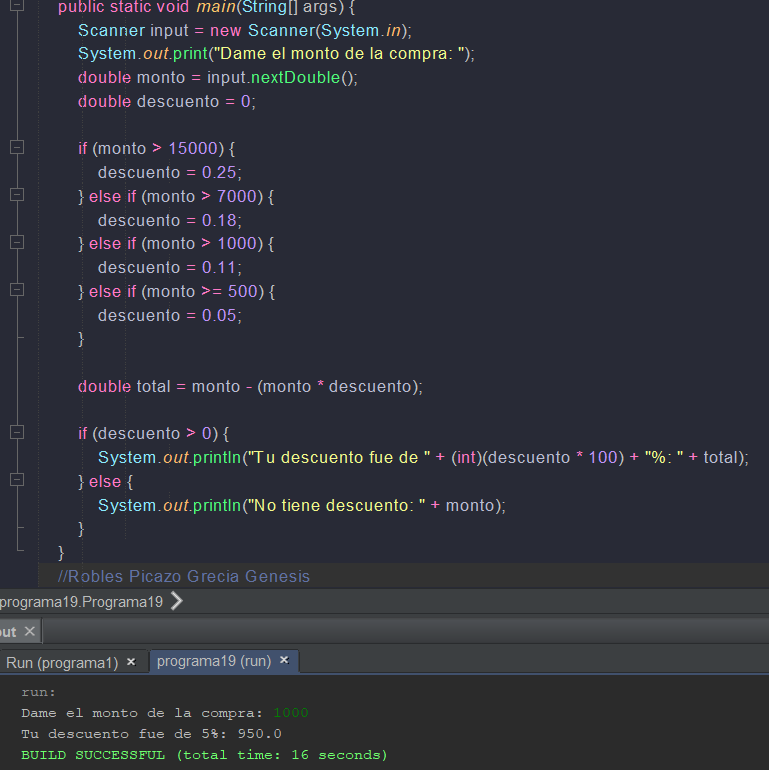 public static void main(String[] args) {
Scanner input = new Scanner(System.in);
System.out.print("Dame el monto de la compra: ");
double monto = input.nextDouble();
double descuento = 0;
if (monto > 15000) {
descuento = 0.25;
} else if (monto > 7000) {
descuento = 0.18;
} else if (monto > 1000) {
descuento = 0.11;
} else if (monto >= 500) {
descuento = 0.05;
}
double total = monto - (monto * descuento);
if (descuento > 0) {
System.out.println("Tu descuento fue de " + (int)(descuento * 100) + "%: " + total);
} else {
System.out.println("No tiene descuento: " + monto);
}
}
//Robles Picazo Grecia Genesis
programa19.Programa19
Run (programa1) × programa19 (run) ×
run:
Dame el monto de la compra: 1000
Tu descuento fue de 5%: 950.0
BUILD SUCCESSFUL (total time: 16 seconds)